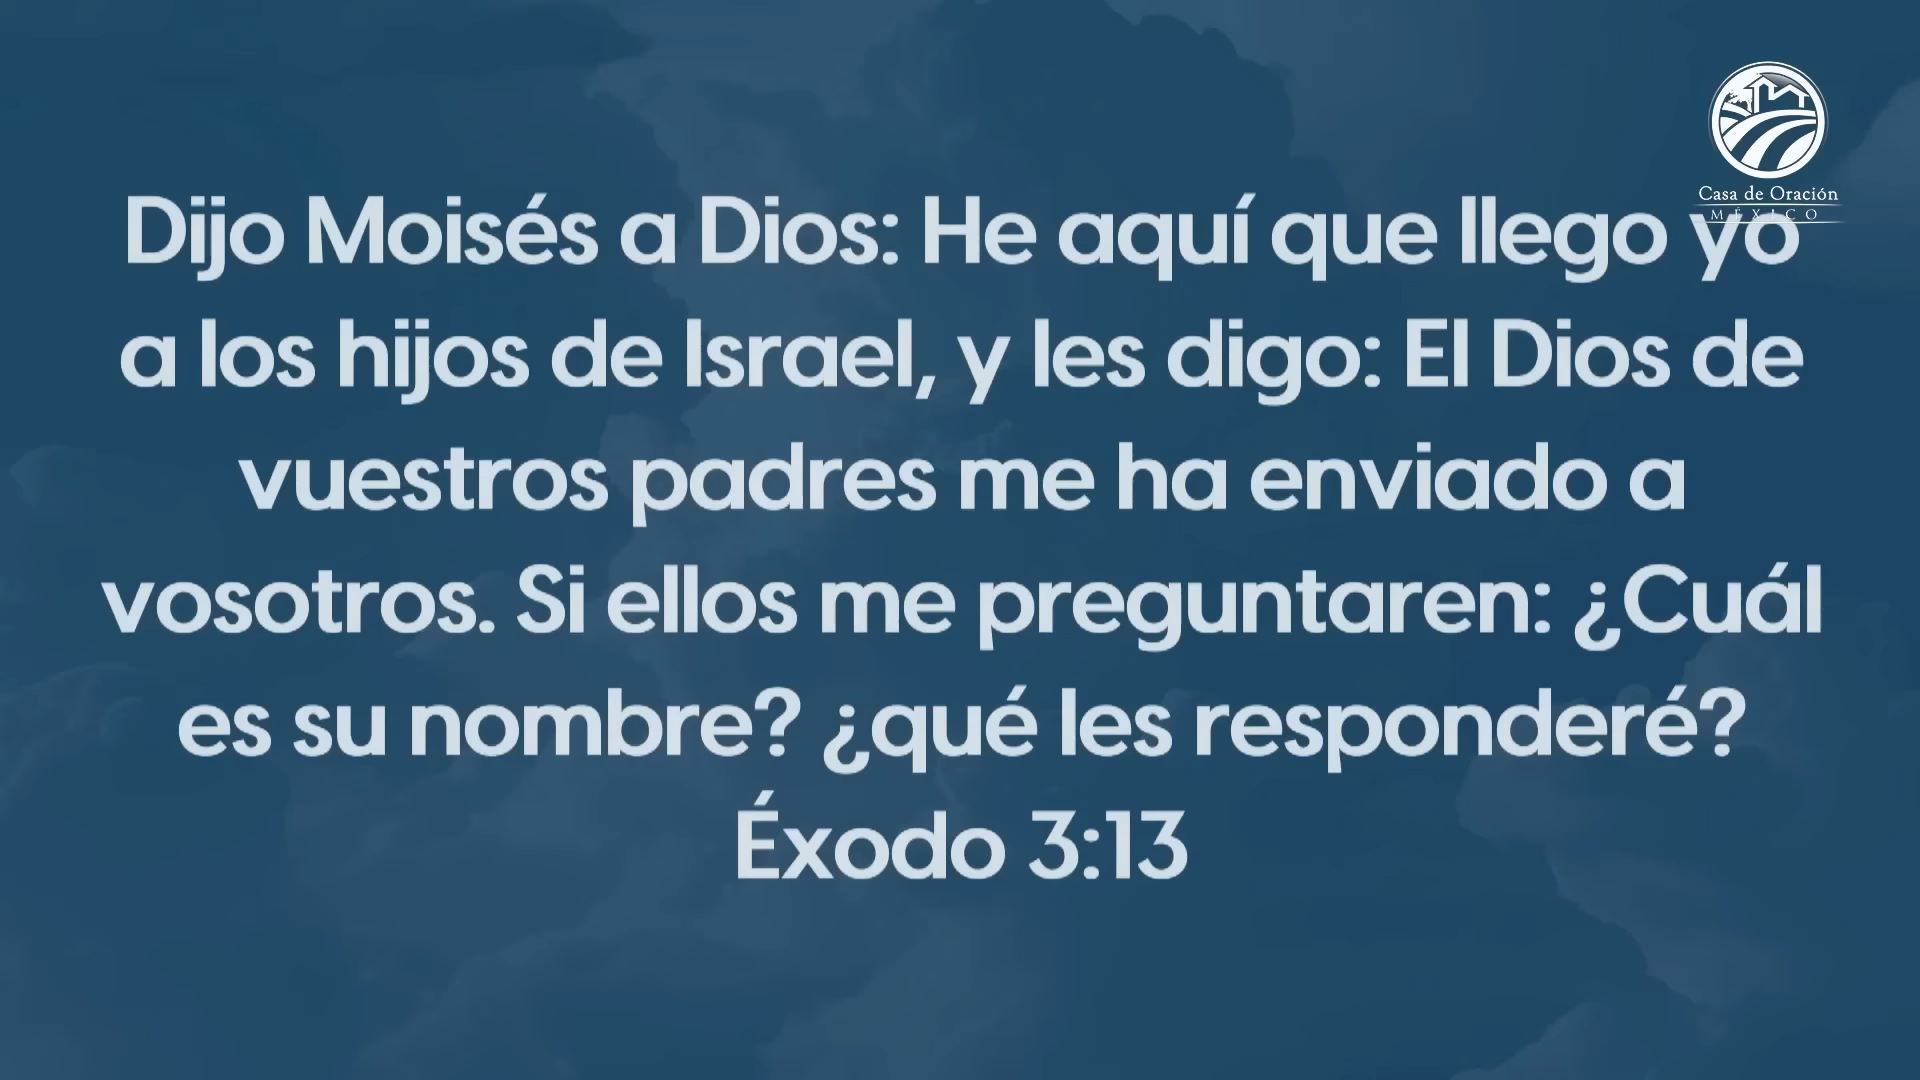 Casa de Oración
MÉXICO
Dijo Moisés a Dios: He aquí que llego yo
a los hijos de Israel, y les digo: El Dios de
vuestros padres me ha enviado a
vosotros. Si ellos me preguntaren: ¿Cuál
es su nombre? ¿qué les responderé?
Éxodo 3:13